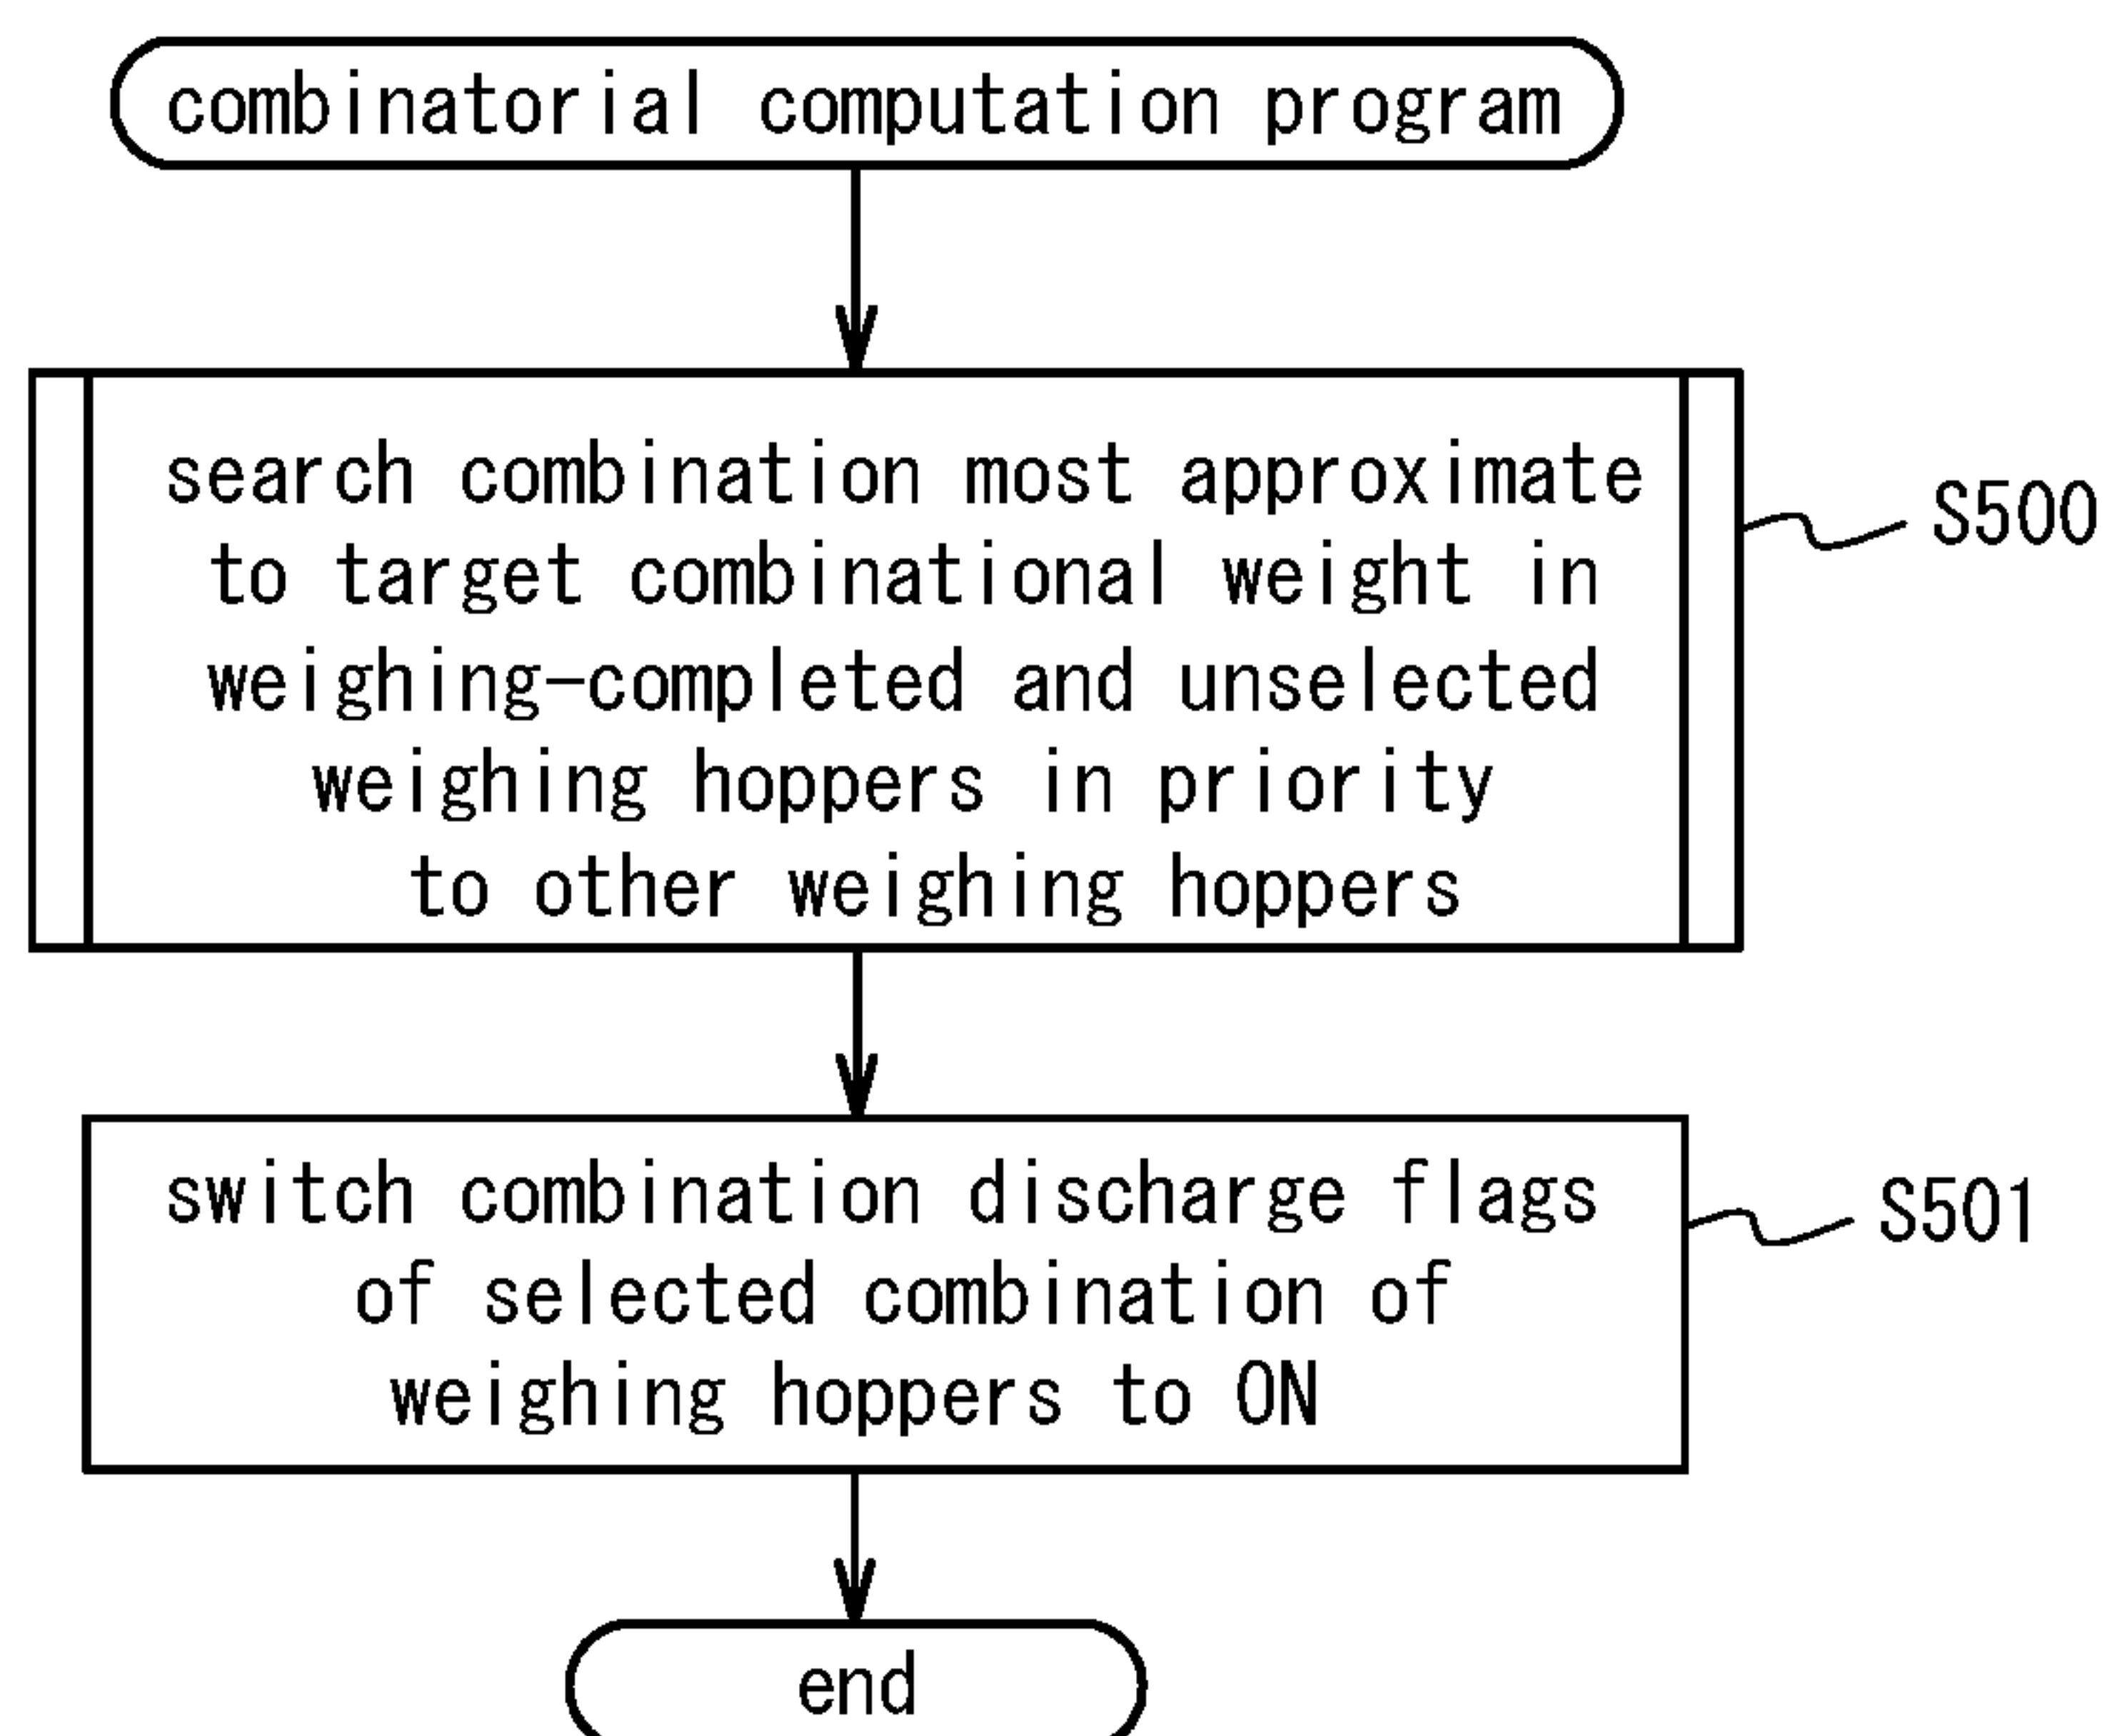 combinatorial computation program
search combination most approximate
to target combinational weight in
weighing-completed and unselected
weighing hoppers in priority
to other weighing hoppers
S500
switch combination discharge flags
of selected combination of
weighing hoppers to ON
S501
end